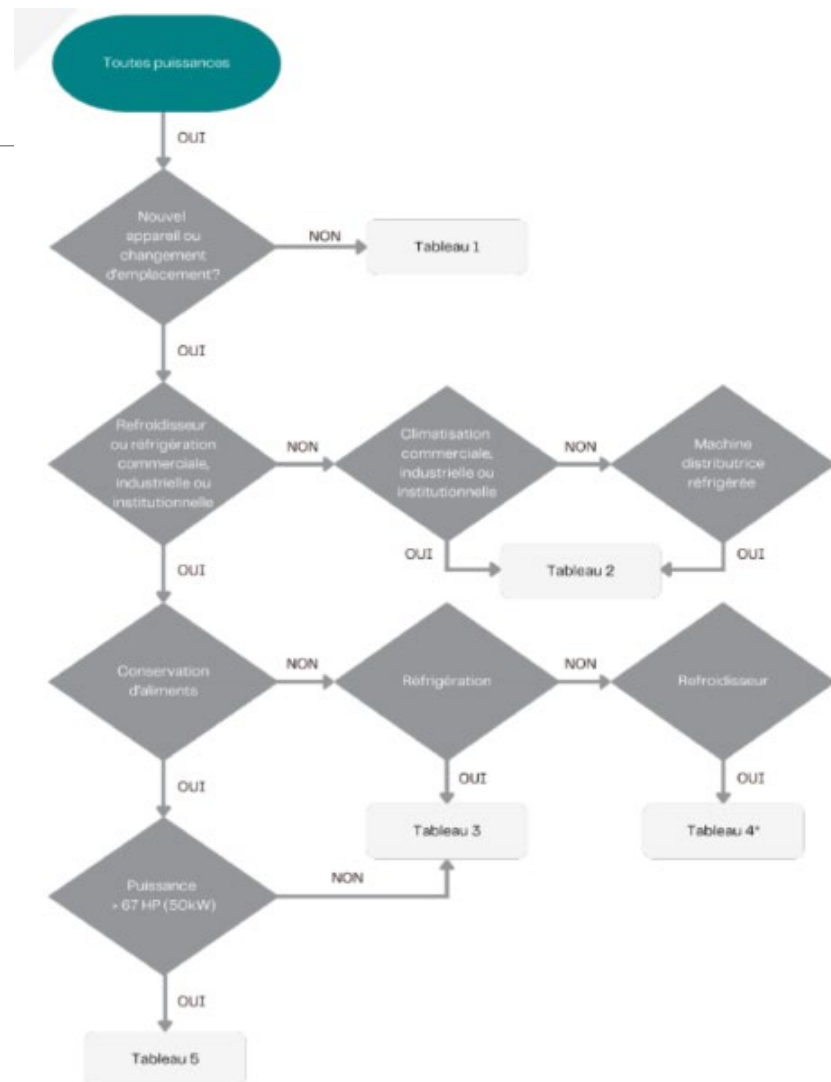 Toutes puissances
OUI
Nouvel
appareil ou
changement
d'emplacement?
NON
Tableau 1
OUI
Refroidisseur
ou réfrigération
commerciale,
industrielle ou
institutionnelle
NON
Climatisation
commerciale,
industrielle ou
institutionnelle
NON
Machine
distributrice
réfrigérée
OUI
OUI
Tableau 2
OUI
Conservation
d'aliments
NON
Réfrigération
NON
Refroidisseur
OUI
OUI
OUI
Tableau 3
Tableau 4*
Puissance
> 67 HP (50kW)
NON
OUI
Tableau 5